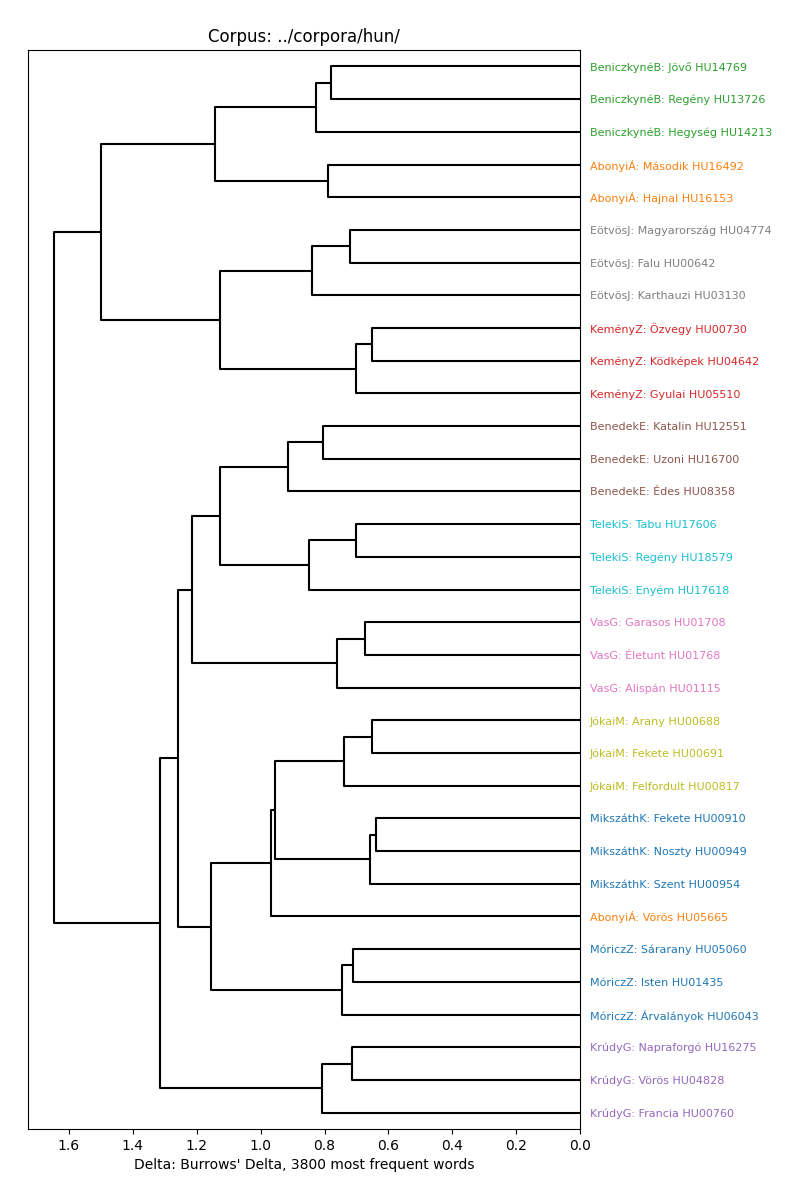 Corpus: ../corpora/hun/
BeniczkynéB: Jövő HU14769
BeniczkynéB: Regény HU13726
BeniczkynéB: Hegység HU14213
AbonyiÁ: Második HU16492
AbonyiÁ: Hajnal HU16153
EötvösJ: Magyarország HU04774
EötvösJ: Falu HU00642
EötvösJ: Karthauzi HU03130
KeményZ: Özvegy HU00730
KeményZ: Ködképek HU04642
KeményZ: Gyulai HU05510
BenedekE: Katalin HU12551
BenedekE: Uzoni HU16700
BenedekE: Édes HU08358
TelekiS: Tabu HU17606
TelekiS: Regény HU18579
TelekiS: Enyém HU17618
VasG: Garasos HU01708
VasG: Életunt HU01768
VasG: Alispán HU01115
JókaiM: Arany HU00688
JókaiM: Fekete HU00691
JókaiM: Felfordult HU00817
MikszáthK: Fekete HU00910
MikszáthK: Noszty HU00949
MikszáthK: Szent HU00954
AbonyiÁ: Vörös HU05665
MóriczZ: Sárarany HU05060
MóriczZ: Isten HU01435
MóriczZ: Árvalányok HU06043
KrúdyG: Napraforgó HU16275
KrúdyG: Vörös HU04828
KrúdyG: Francia HU00760
1.6 1.4 1.2 1.0 0.8 0.6 0.4 0.2 0.0
Delta: Burrows' Delta, 3800 most frequent words